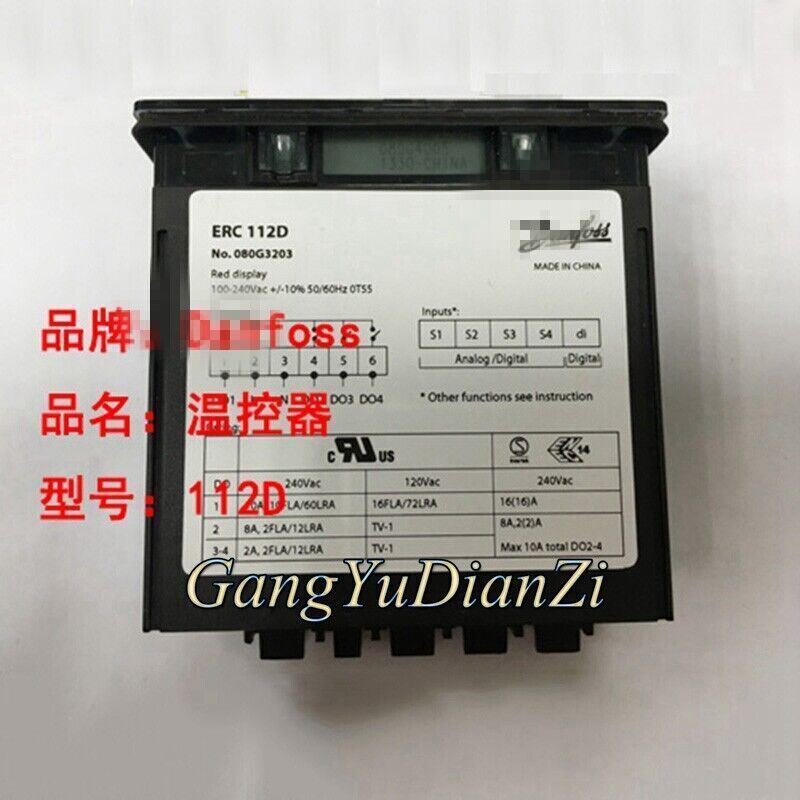 1330-CHINA
ERC 112D
Danfoss
No. 080G3203
MADE IN CHINA
Red display
100-240Vac +/-10% 50/60Hz 0T55
Inputs*:
品牌：Danfoss
S1 S2 S3 S4 di
2 3 4 5 6
Analog /Digital (Digital)
N DO3 DO4
* Other functions see instruction
品名：温控器
c RU US
S 14
240Vac 120Vac 240Vac
型号：112D
1 16FLA/72LRA 16(16)A
2 8A, 2FLA/12LRA TV-1 8A,2(2)A
3-4 2A, 2FLA/12LRA TV-1 Max 10A total DO2-4
GangYuDianZi